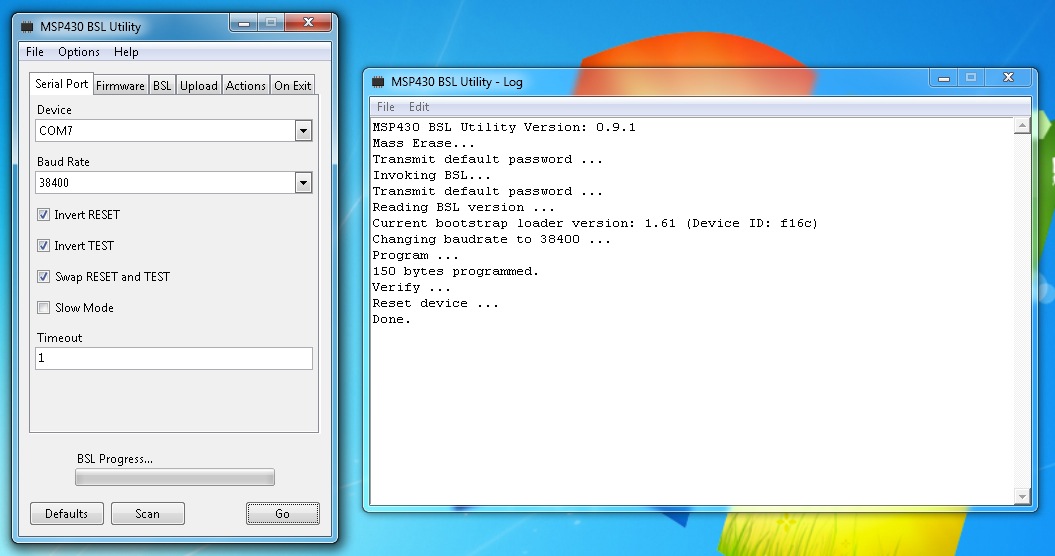 MSP430 BSL Utility
File Options Help
Serial Port Firmware BSL Upload Actions On Exit
Device
COM7
Baud Rate
38400
Invert RESET
Invert TEST
Swap RESET and TEST
Slow Mode
Timeout
1
BSL Progress...
Defaults Scan Go
MSP430 BSL Utility - Log
File Edit
MSP430 BSL Utility Version: 0.9.1
Mass Erase...
Transmit default password ...
Invoking BSL...
Transmit default password ...
Reading BSL version ...
Current bootstrap loader version: 1.61 (Device ID: f16c)
Changing baudrate to 38400 ...
Program ...
150 bytes programmed.
Verify ...
Reset device ...
Done.